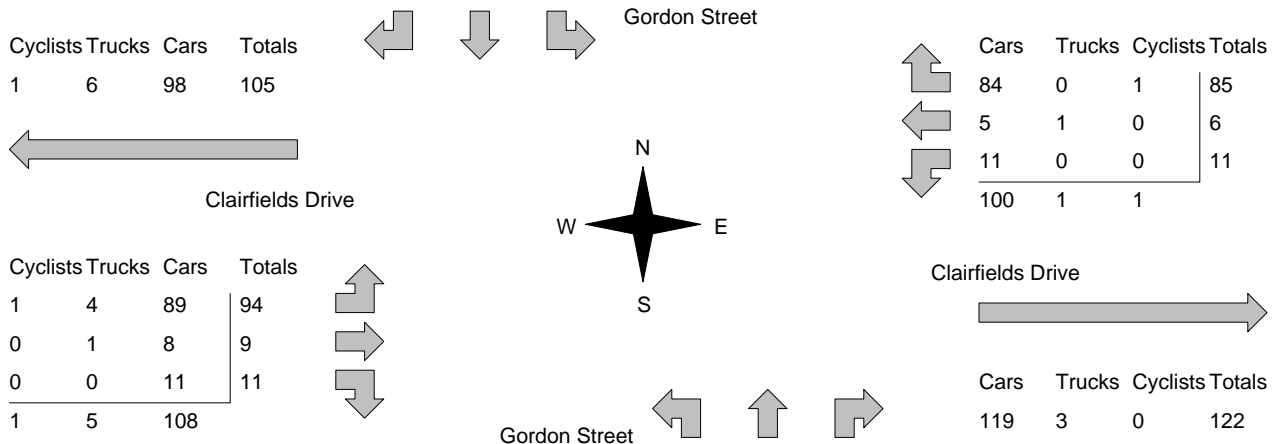 Gordon Street
Cyclists Trucks Cars Totals
1 6 98 105
Cars Trucks Cyclists Totals
84 0 1 85
5 1 0 6
11 0 0 11
100 1 1
Clairfields Drive
N
W E
S
Cyclists Trucks Cars Totals
1 4 89 94
0 1 8 9
0 0 11 11
1 5 108
Clairfields Drive
Cars Trucks Cyclists Totals
119 3 0 122
Gordon Street